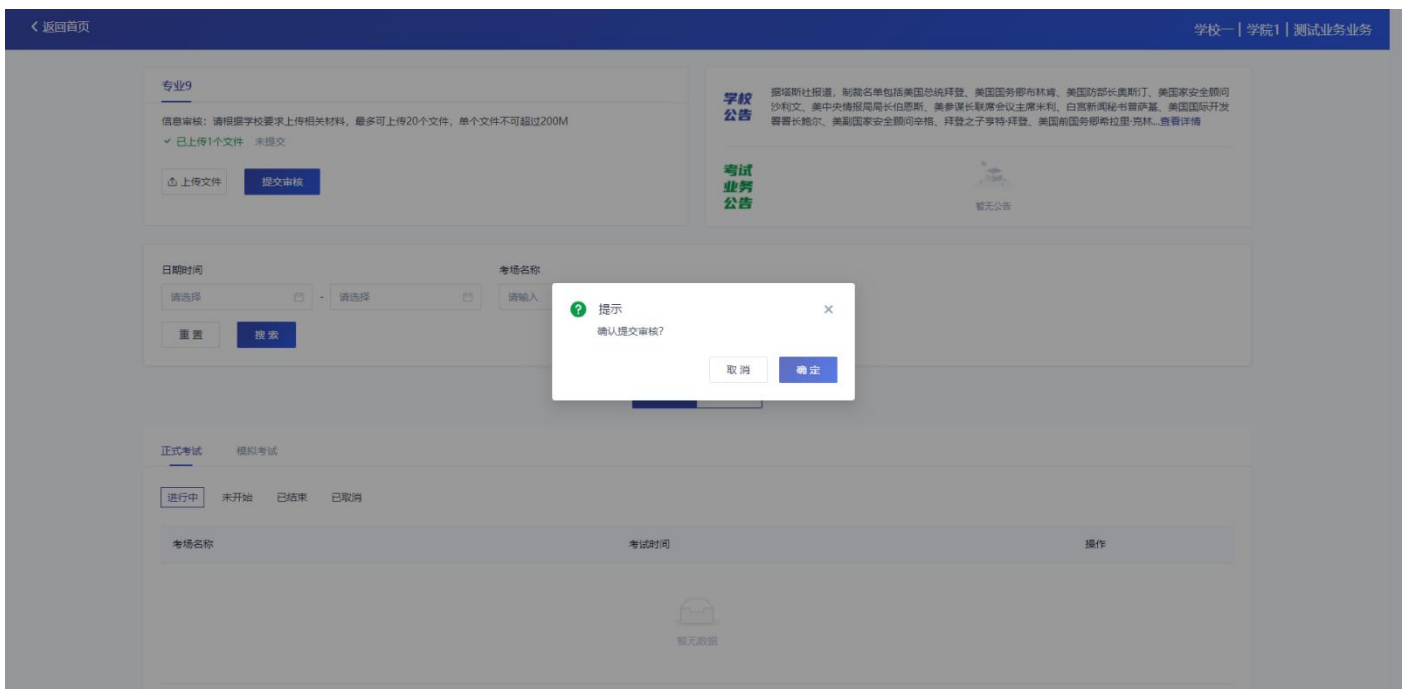 返回首页
学校一 | 学院1 | 测试业务业务
专业9
信息审核：请根据学校要求上传相关材料，最多可上传20个文件，单个文件不可超过200M
已上传1个文件 未提交
上传文件 提交审核
学校
公告
据塔斯社报道，制裁名单包括美国总统拜登、美国国务卿布林肯、美国防部长奥斯汀、美国家安全顾问
沙利文、美中央情报局局长伯恩斯、美参谋长联席会议主席米利、白宫新闻秘书普萨基、美国国际开发
署署长鲍尔、美副国家安全顾问辛格、拜登之子亨特·拜登、美国前国务卿希拉里·克林...查看详情
考试
业务
公告
暂无公告
日期时间
考场名称
请选择 - 请选择
请输入
重置 搜索
提示
确认提交审核？
取消 确定
正式考试 模拟考试
进行中 未开始 已结束 已取消
考场名称 考试时间 操作
暂无数据